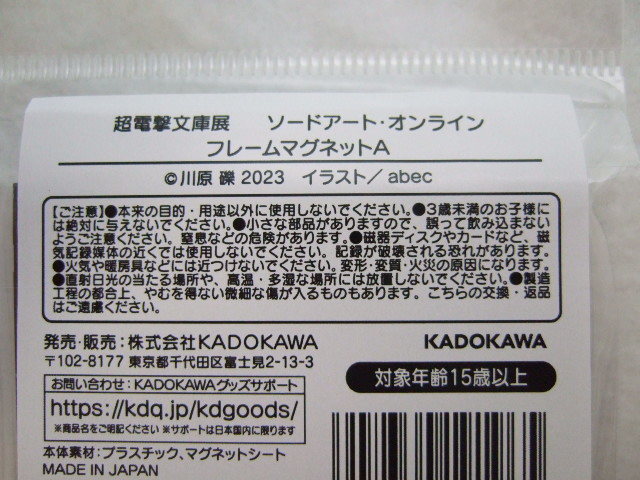 超電撃文庫展　ソードアート・オンライン
フレームマグネットA
©川原 礫 2023　イラスト／abec
【ご注意】●本来の目的・用途以外に使用しないでください。●3歳未満のお子様に
は絶対に与えないでください。●小さな部品がありますので、誤って飲み込まない
ようご注意ください。窒息などの危険があります。●磁器ディスクやカードなど、磁
気記録媒体の近くでは使用しないでください。記録が破壊される恐れがあります。
●火気や暖房具などには近つけないでください。変形・変質・火災の原因になります。
●直射日光の当たる場所や、高温・多湿な場所には放置しないでください。●製造
工程の都合上、やむを得ない微細な傷が入るものもあります。こちらの交換・返品
はご遠慮ください。
発売・販売：株式会社KADOKAWA
〒102-8177 東京都千代田区富士見2-13-3
KADOKAWA
対象年齢15歳以上
お問い合わせ：KADOKAWAグッズサポート
https://kdq.jp/kdgoods/
※商品名をご明記ください ※サポートは日本国内に限ります
本体素材：プラスチック、マグネットシート
MADE IN JAPAN